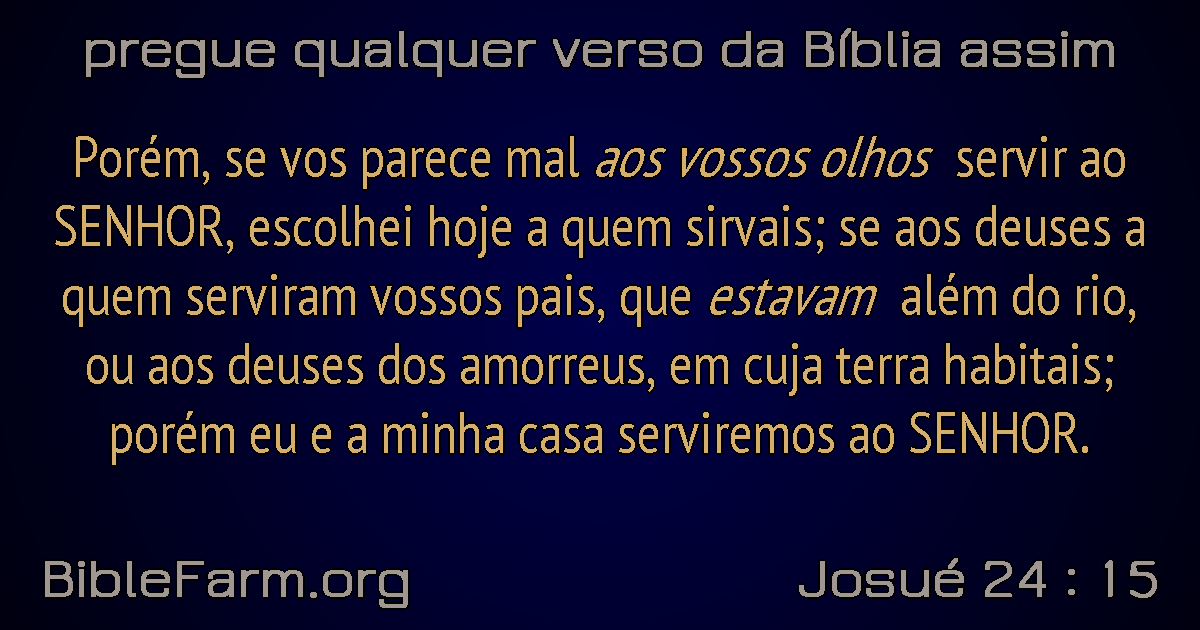 pregue qualquer verso da Bíblia assim
Porém, se vos parece mal aos vossos olhos servir ao
SENHOR, escolhei hoje a quem sirvais; se aos deuses a
quem serviram vossos pais, que estavam além do rio,
ou aos deuses dos amorreus, em cuja terra habitais;
porém eu e a minha casa serviremos ao SENHOR.
BibleFarm.org
Josué 24 : 15